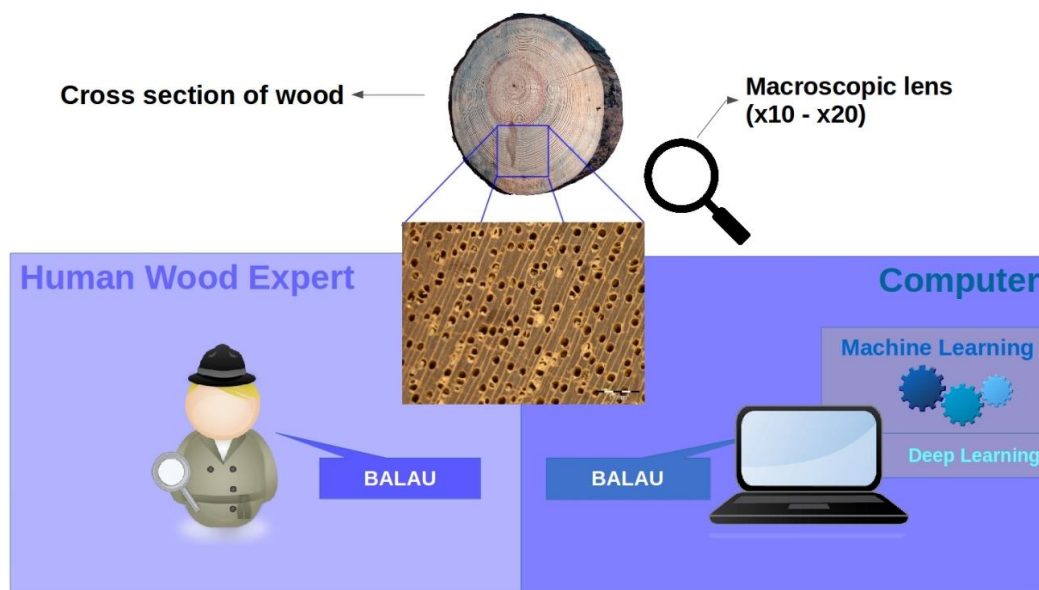 Cross section of wood
Macroscopic lens
(x10 - x20)
Human Wood Expert
Computer
Machine Learning
Deep Learning
BALAU
BALAU